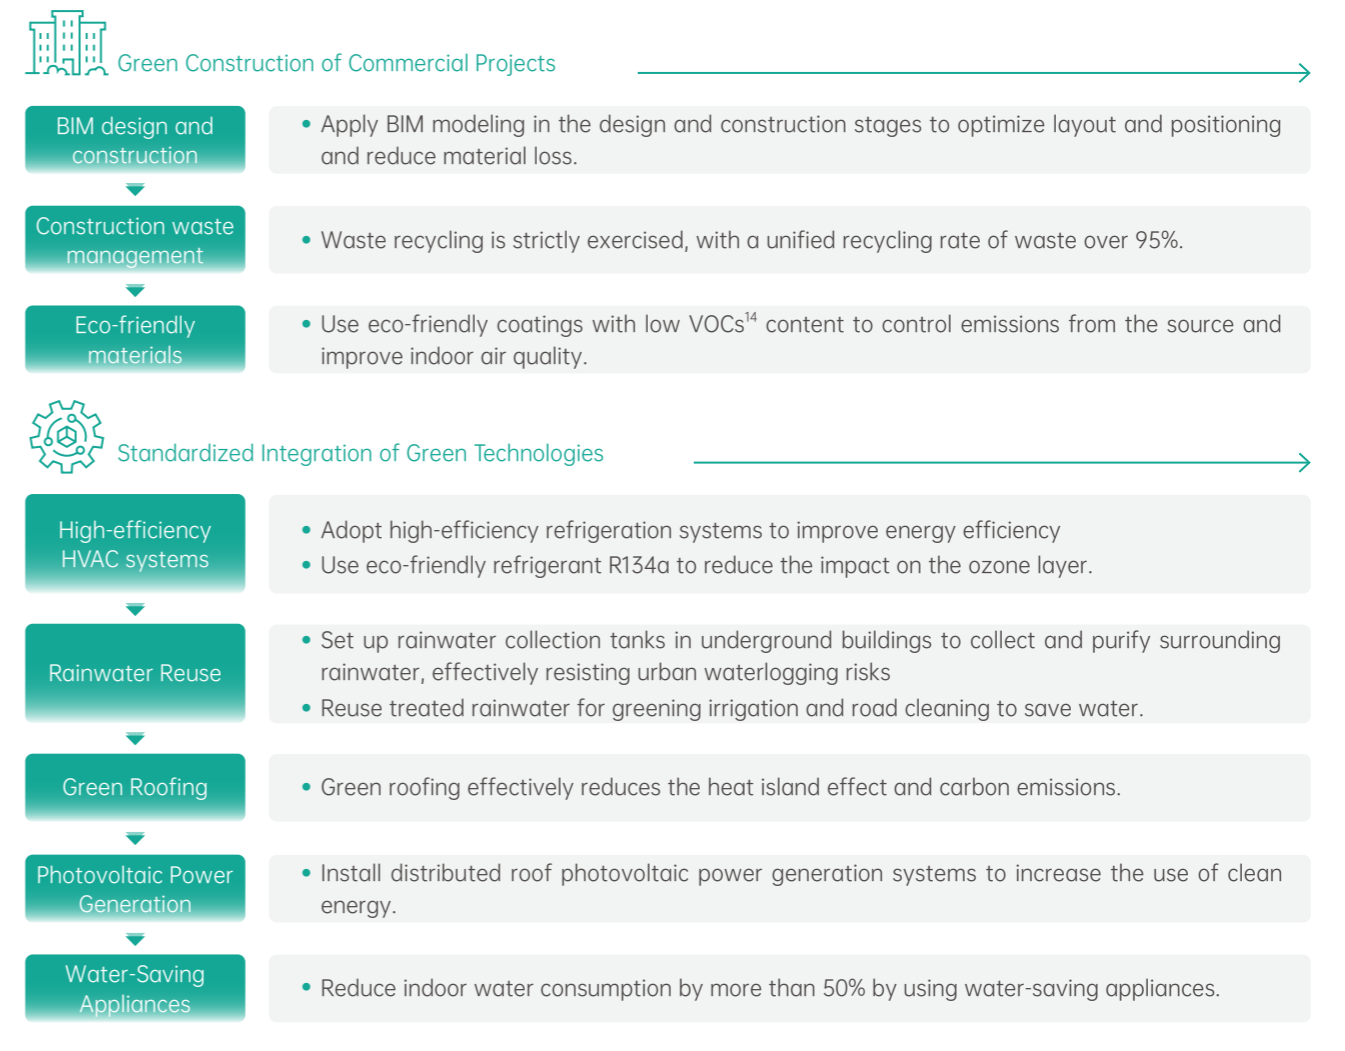 Green Construction of Commercial Projects
BIM design and
construction
• Apply BIM modeling in the design and construction stages to optimize layout and positioning
and reduce material loss.
Construction waste
management
• Waste recycling is strictly exercised, with a unified recycling rate of waste over 95%.
Eco-friendly
materials
• Use eco-friendly coatings with low VOCs14 content to control emissions from the source and
improve indoor air quality.
Standardized Integration of Green Technologies
High-efficiency
HVAC systems
• Adopt high-efficiency refrigeration systems to improve energy efficiency
• Use eco-friendly refrigerant R134a to reduce the impact on the ozone layer.
Rainwater Reuse
• Set up rainwater collection tanks in underground buildings to collect and purify surrounding
rainwater, effectively resisting urban waterlogging risks
• Reuse treated rainwater for greening irrigation and road cleaning to save water.
Green Roofing
• Green roofing effectively reduces the heat island effect and carbon emissions.
Photovoltaic Power
Generation
• Install distributed roof photovoltaic power generation systems to increase the use of clean
energy.
Water-Saving
Appliances
• Reduce indoor water consumption by more than 50% by using water-saving appliances.